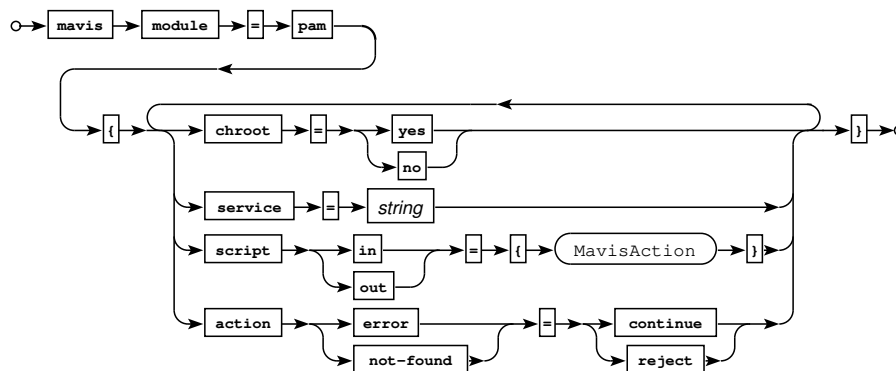 mavis module = pam
{ chroot = yes }
no
service = string
script in = { MavisAction }
out
action error = continue
not-found reject